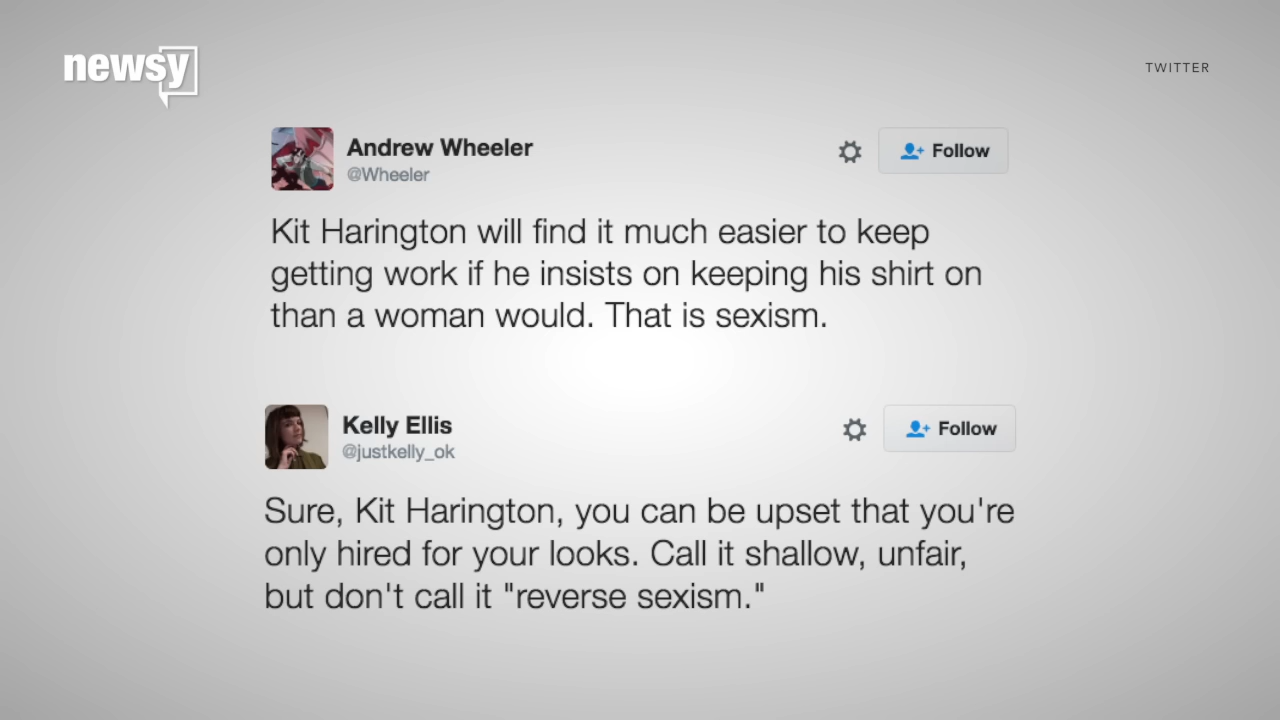 newsy
TWITTER
Andrew Wheeler
@Wheeler
Follow
Kit Harington will find it much easier to keep
getting work if he insists on keeping his shirt on
than a woman would. That is sexism.
Kelly Ellis
@justkelly_ok
Follow
Sure, Kit Harington, you can be upset that you're
only hired for your looks. Call it shallow, unfair,
but don't call it "reverse sexism."